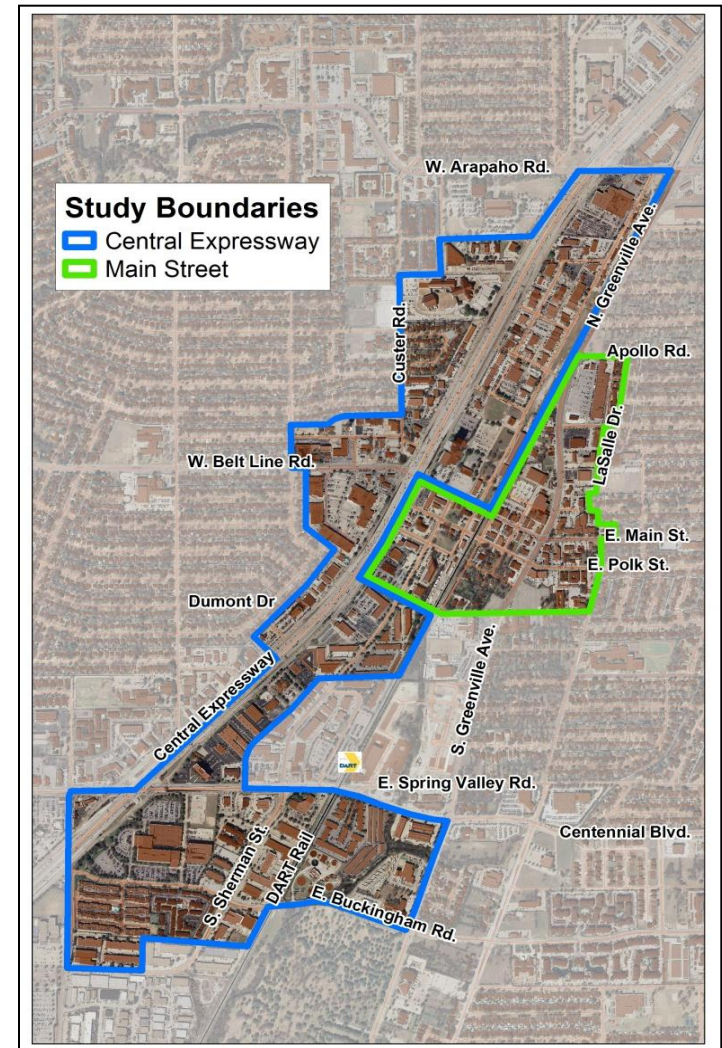 W. Arapaho Rd.
Study Boundaries
Central Expressway
Main Street
N. Greenville Ave.
Custer Rd.
Apollo Rd.
LaSalle Dr.
W. Belt Line Rd.
E. Main St.
E. Polk St.
Dumont Dr
S. Greenville Ave.
Central Expressway
DART
E. Spring Valley Rd.
Centennial Blvd.
S. Sherman St.
DART Rail
E. Buckingham Rd.